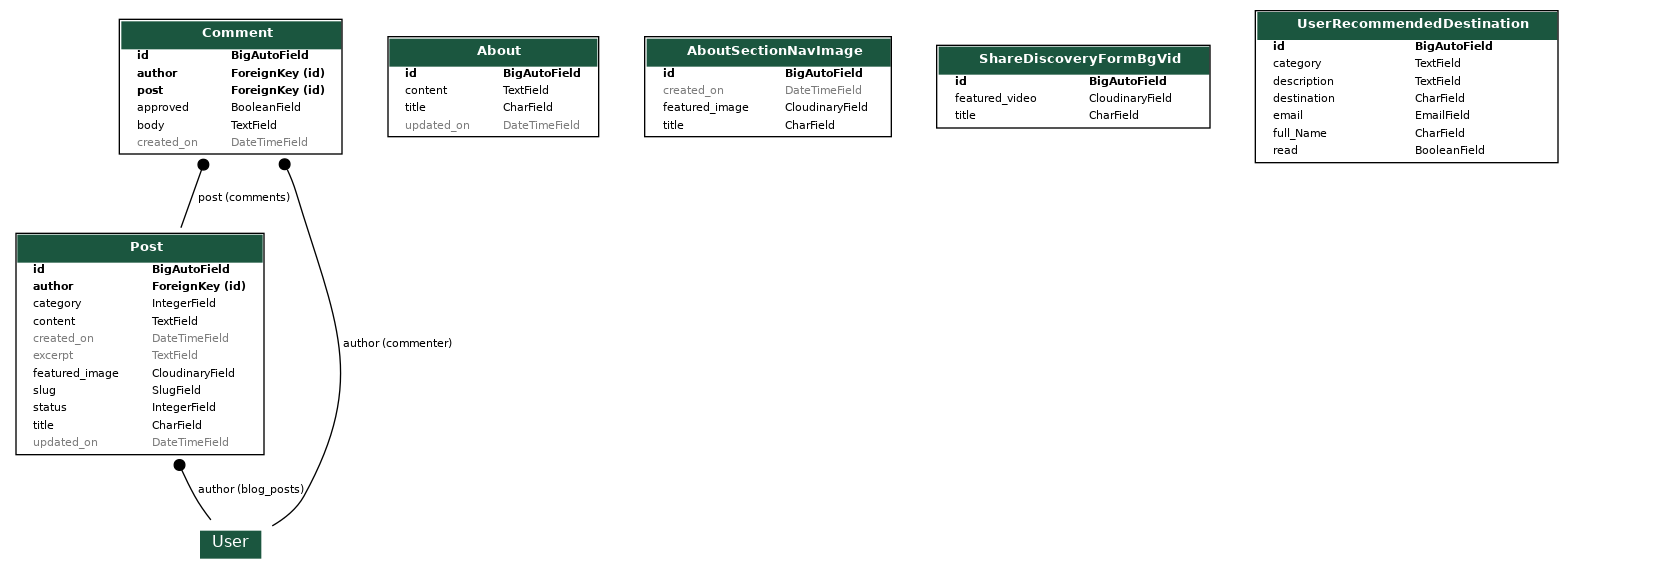 Comment
id BigAutoField
author ForeignKey (id)
post ForeignKey (id)
approved BooleanField
body TextField
created_on DateTimeField
About
id BigAutoField
content TextField
title CharField
updated_on DateTimeField
AboutSectionNavImage
id BigAutoField
created_on DateTimeField
featured_image CloudinaryField
title CharField
ShareDiscoveryFormBgVid
id BigAutoField
featured_video CloudinaryField
title CharField
UserRecommendedDestination
id BigAutoField
category TextField
description TextField
destination CharField
email EmailField
full_Name CharField
read BooleanField
post (comments)
Post
id BigAutoField
author ForeignKey (id)
category IntegerField
content TextField
created_on DateTimeField
excerpt TextField
featured_image CloudinaryField
slug SlugField
status IntegerField
title CharField
updated_on DateTimeField
author (commenter)
author (blog_posts)
User